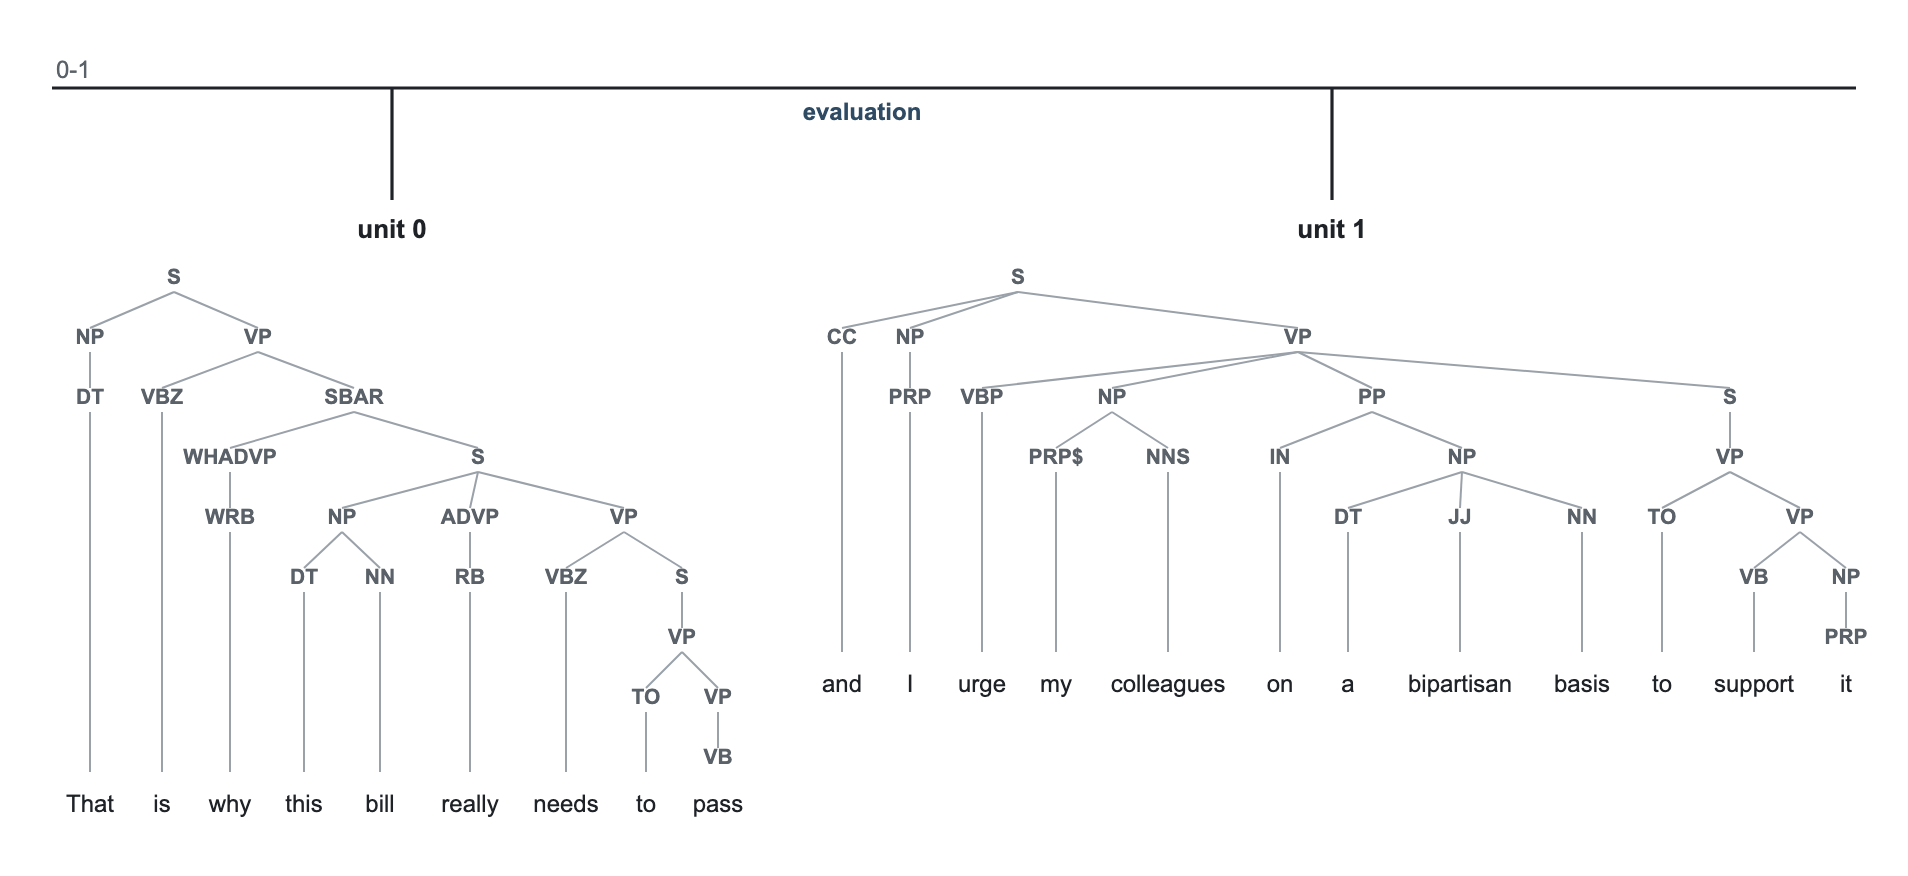 0-1
evaluation
unit 0 unit 1
S S
NP VP CC NP VP
DT VBZ SBAR PRP VBP NP PP S
WHADVP S PRP$ NNS IN NP VP
WRB NP ADVP VP DT JJ NN TO VP
DT NN RB VBZ S VB NP
VP PRP
and I urge my colleagues on a bipartisan basis to support it
TO VP
VB
That is why this bill really needs to pass